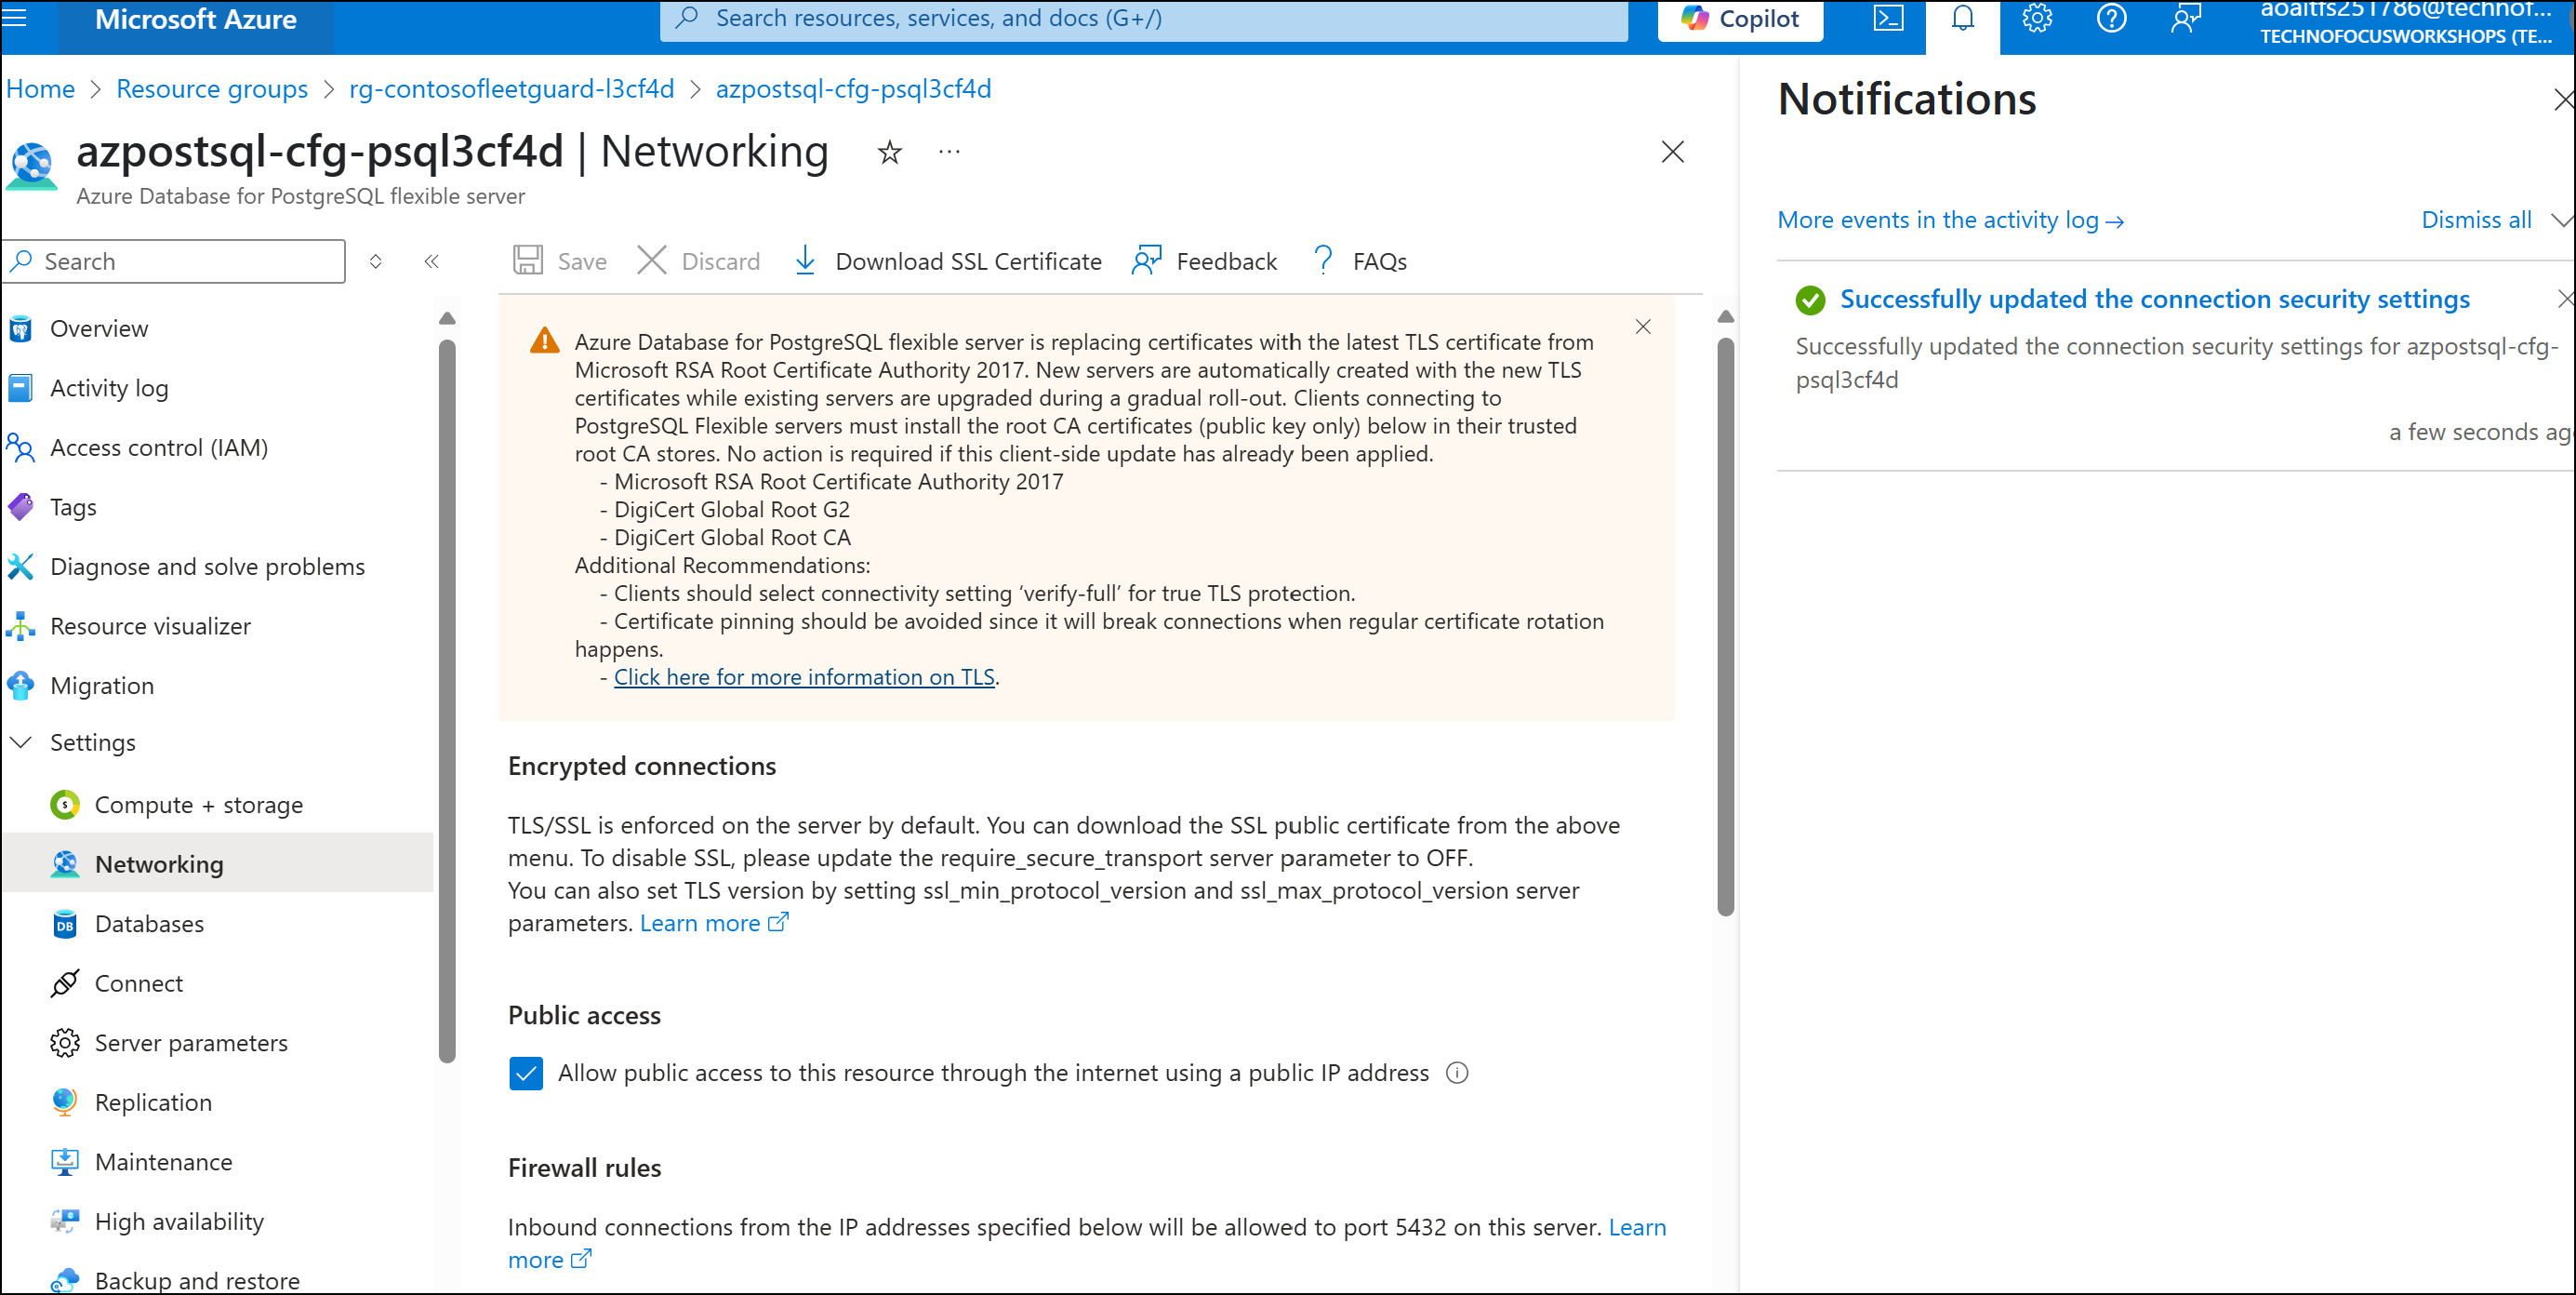 Microsoft Azure
Search resources, services, and docs (G+/)
Copilot
aoaitfs251786@technof...
TECHNOFOCUSWORKSHOPS (TE...
Home > Resource groups > rg-contosofleetguard-l3cf4d > azpostsql-cfg-psql3cf4d
azpostsql-cfg-psql3cf4d | Networking
Azure Database for PostgreSQL flexible server
Search
Overview
Activity log
Access control (IAM)
Tags
Diagnose and solve problems
Resource visualizer
Migration
Settings
Compute + storage
Networking
Databases
Connect
Server parameters
Replication
Maintenance
High availability
Backup and restore
Save Discard Download SSL Certificate Feedback FAQs
Azure Database for PostgreSQL flexible server is replacing certificates with the latest TLS certificate from
Microsoft RSA Root Certificate Authority 2017. New servers are automatically created with the new TLS
certificates while existing servers are upgraded during a gradual roll-out. Clients connecting to
PostgreSQL Flexible servers must install the root CA certificates (public key only) below in their trusted
root CA stores. No action is required if this client-side update has already been applied.
- Microsoft RSA Root Certificate Authority 2017
- DigiCert Global Root G2
- DigiCert Global Root CA
Additional Recommendations:
- Clients should select connectivity setting ‘verify-full’ for true TLS protection.
- Certificate pinning should be avoided since it will break connections when regular certificate rotation
happens.
- Click here for more information on TLS.
Encrypted connections
TLS/SSL is enforced on the server by default. You can download the SSL public certificate from the above
menu. To disable SSL, please update the require_secure_transport server parameter to OFF.
You can also set TLS version by setting ssl_min_protocol_version and ssl_max_protocol_version server
parameters. Learn more
Public access
Allow public access to this resource through the internet using a public IP address
Firewall rules
Inbound connections from the IP addresses specified below will be allowed to port 5432 on this server. Learn
more
Notifications
More events in the activity log →
Dismiss all
Successfully updated the connection security settings
Successfully updated the connection security settings for azpostsql-cfg-
psql3cf4d
a few seconds ag